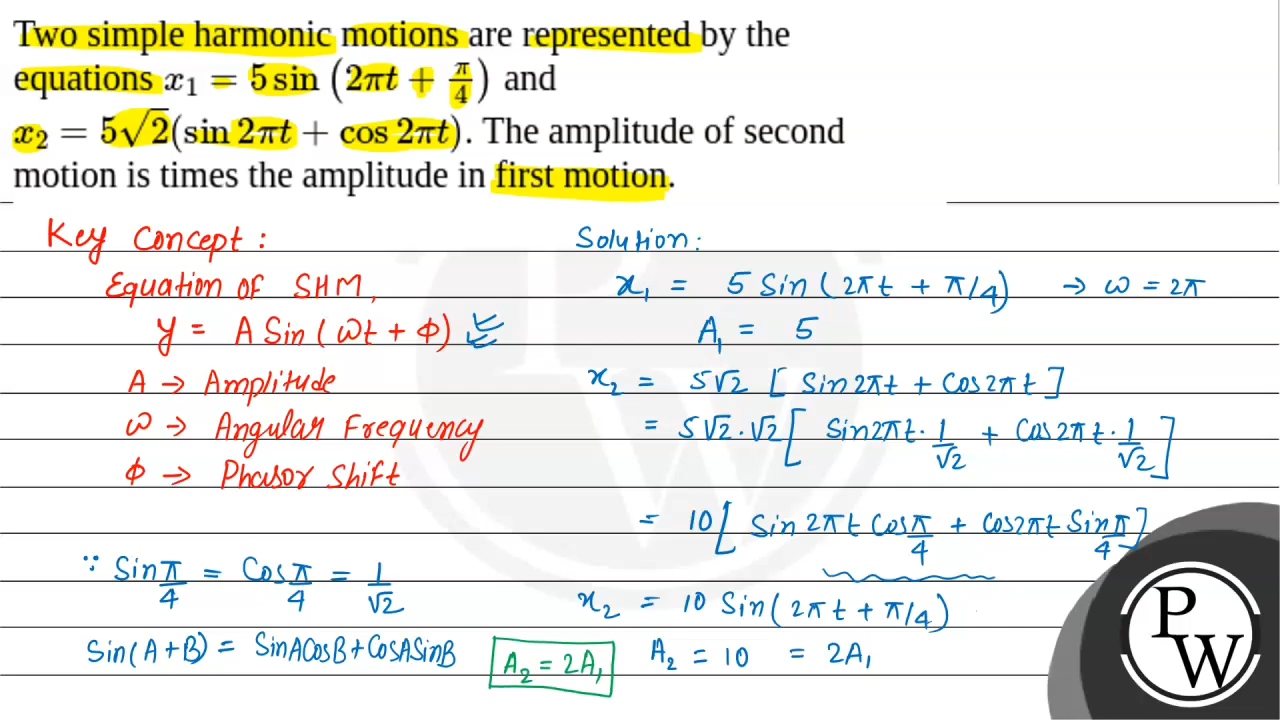 Two simple harmonic motions are represented by the
equations x₁ = 5 sin (2πt + π/4) and
x₂ = 5√2(sin 2πt + cos 2πt). The amplitude of second
motion is times the amplitude in first motion.
Key Concept :
Equation of SHM,
y = A Sin (ωt + ϕ)
A → Amplitude
ω → Angular Frequency
ϕ → Phasor Shift
∵ Sin π/4 = Cos π/4 = 1/√2
Sin(A+B) = SinACosB + CosASinB
Solution:
x₁ = 5 Sin (2πt + π/4) → ω = 2π
A₁ = 5
x₂ = 5√2 [ Sin2πt + Cos2πt ]
= 5√2 · √2 [ Sin2πt · 1/√2 + Cos2πt · 1/√2 ]
= 10 [ Sin 2πt Cos π/4 + Cos2πt Sin π/4 ]
x₂ = 10 Sin (2πt + π/4)
A₂ = 10 = 2A₁
A₂ = 2A₁
PW